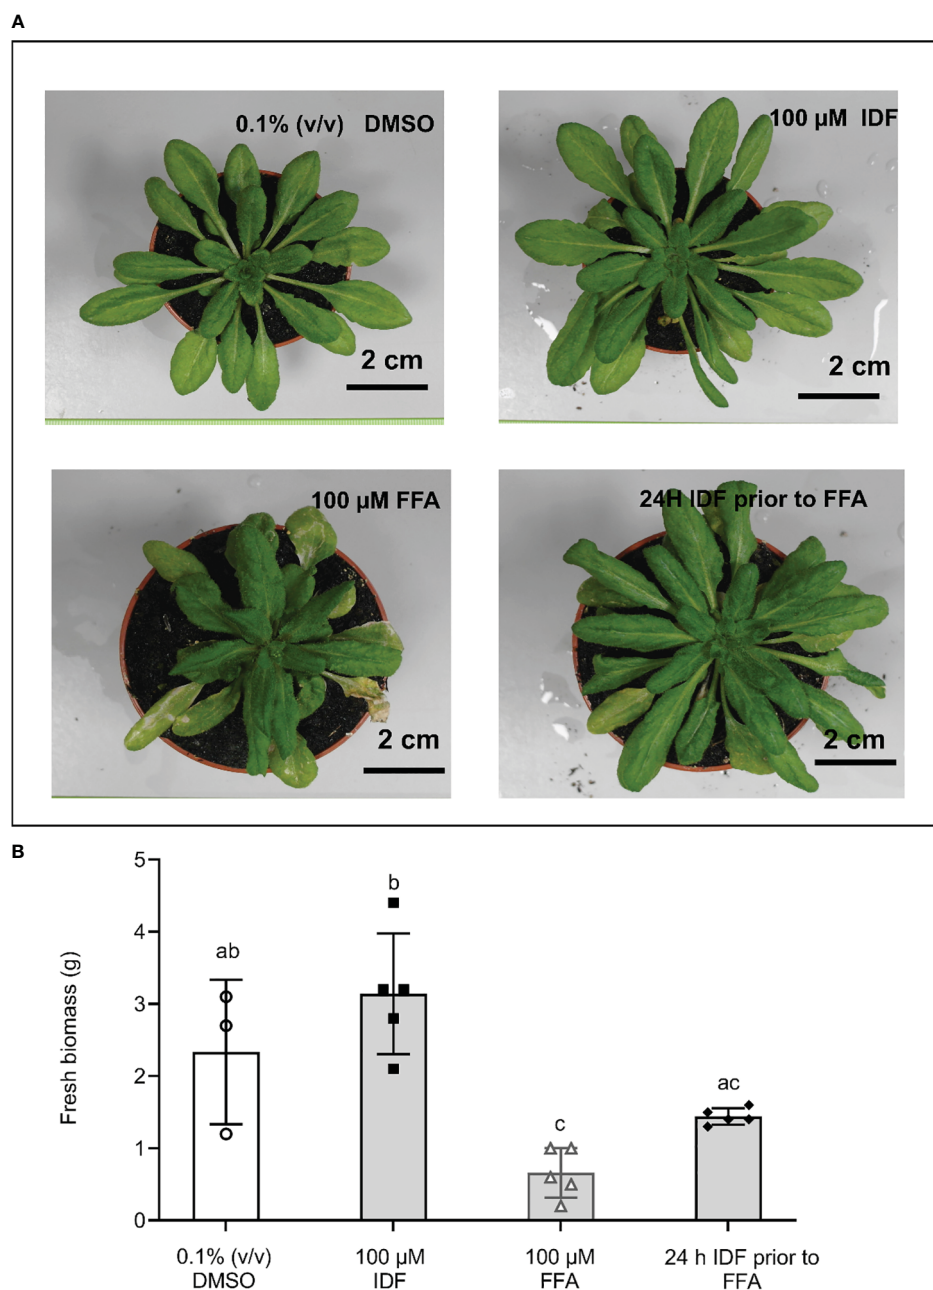 A
0.1% (v/v) DMSO
100 µM IDF
2 cm
2 cm
100 µM FFA
24H IDF prior to FFA
2 cm
2 cm
B
Fresh biomass (g)
5
4
3
2
1
0
ab
b
c
ac
0.1% (v/v)
DMSO
100 µM
IDF
100 µM
FFA
24 h IDF prior to
FFA